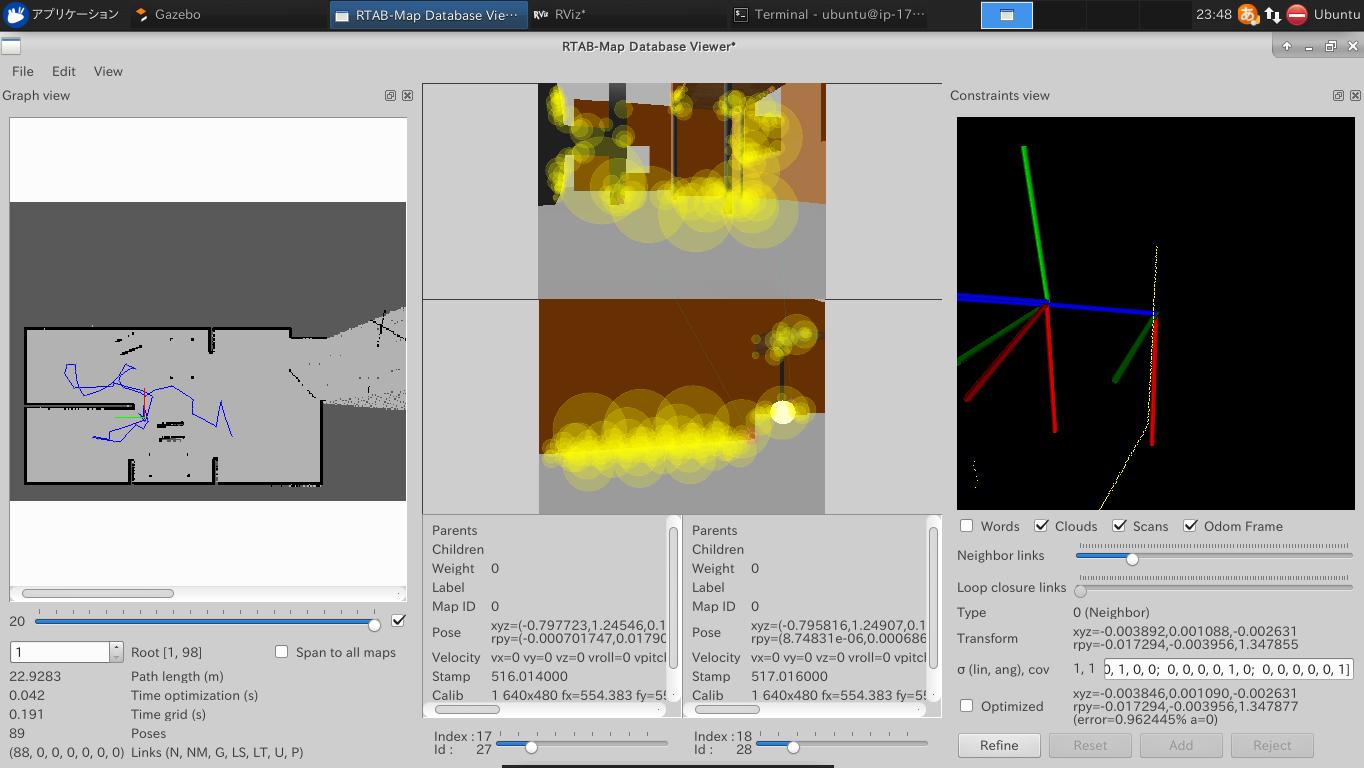 アプリケーション
Gazebo
RTAB-Map Database Vie···
RViz RViz*
Terminal - ubuntu@ip-17···
23:48
あ
Ubuntu
RTAB-Map Database Viewer*
File Edit View
Graph view
Constraints view
20
1
Root [1, 98]
Span to all maps
22.9283 Path length (m)
0.042 Time optimization (s)
0.191 Time grid (s)
89 Poses
(88, 0, 0, 0, 0, 0, 0) Links (N, NM, G, LS, LT, U, P)
Parents
Children
Weight 0
Label
Map ID 0
Pose xyz=(-0.797723,1.24546,0.1
rpy=(-0.000701747,0.01790
Velocity vx=0 vy=0 vz=0 vroll=0 vpitcl
Stamp 516.014000
Calib 1 640x480 fx=554.383 fy=55
Index : 17
Id : 27
Parents
Children
Weight 0
Label
Map ID 0
Pose xyz=(-0.795816,1.24907,0.1
rpy=(8.74831e-06,0.000686
Velocity vx=0 vy=0 vz=0 vroll=0 vpitcl
Stamp 517.016000
Calib 1 640x480 fx=554.383 fy=55
Index : 18
Id : 28
Words Clouds Scans Odom Frame
Neighbor links
Loop closure links
Type 0 (Neighbor)
Transform xyz=-0.003892,0.001088,-0.002631
rpy=-0.017294,-0.003956,1.347855
σ (lin, ang), cov 1, 1 0, 1, 0, 0;  0, 0, 0, 0, 1, 0;  0, 0, 0, 0, 0, 1]
Optimized xyz=-0.003846,0.001090,-0.002631
rpy=-0.017294,-0.003956,1.347877
(error=0.962445% a=0)
Refine Reset Add Reject